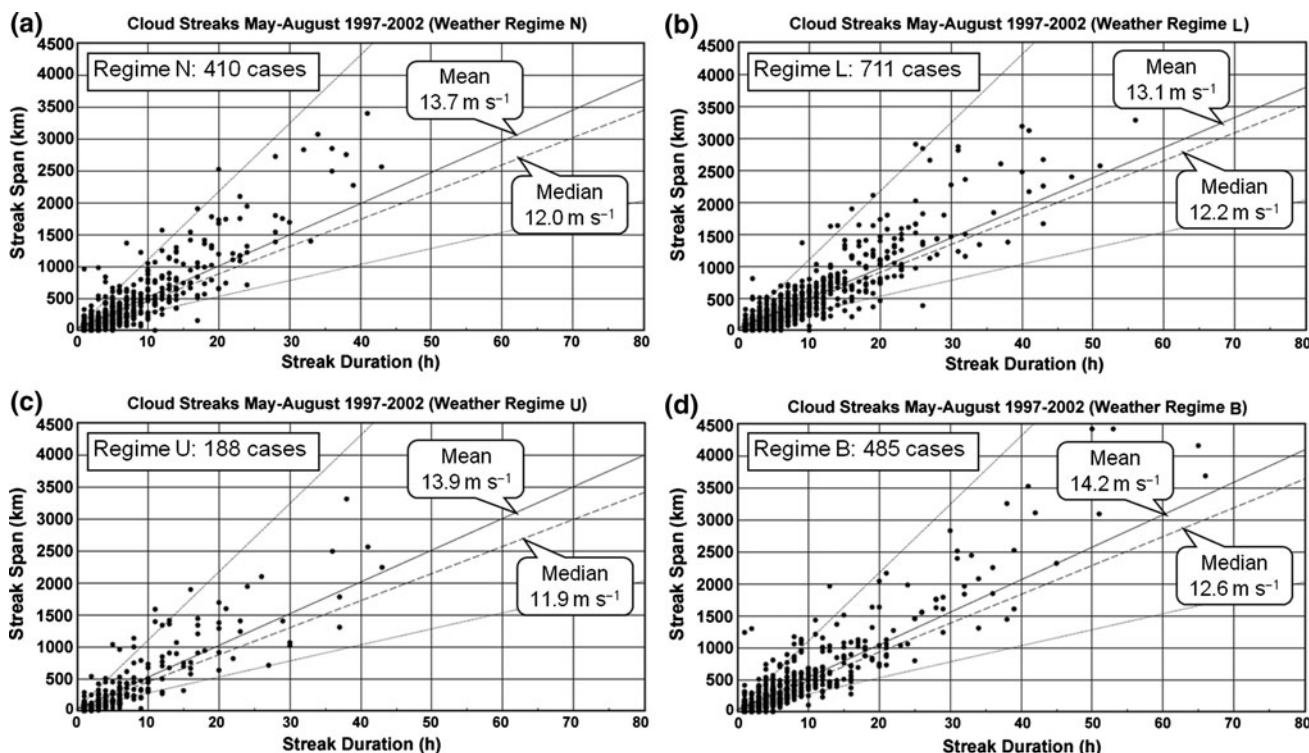 (a)
Cloud Streaks May-August 1997-2002 (Weather Regime N)
Streak Span (km)
4500
4000
3500
3000
2500
2000
1500
1000
500
0
Regime N: 410 cases
Mean
13.7 m s⁻¹
Median
12.0 m s⁻¹
0 10 20 30 40 50 60 70 80
Streak Duration (h)
(b)
Cloud Streaks May-August 1997-2002 (Weather Regime L)
Streak Span (km)
4500
4000
3500
3000
2500
2000
1500
1000
500
0
Regime L: 711 cases
Mean
13.1 m s⁻¹
Median
12.2 m s⁻¹
0 10 20 30 40 50 60 70 80
Streak Duration (h)
(c)
Cloud Streaks May-August 1997-2002 (Weather Regime U)
Streak Span (km)
4500
4000
3500
3000
2500
2000
1500
1000
500
0
Regime U: 188 cases
Mean
13.9 m s⁻¹
Median
11.9 m s⁻¹
0 10 20 30 40 50 60 70 80
Streak Duration (h)
(d)
Cloud Streaks May-August 1997-2002 (Weather Regime B)
Streak Span (km)
4500
4000
3500
3000
2500
2000
1500
1000
500
0
Regime B: 485 cases
Mean
14.2 m s⁻¹
Median
12.6 m s⁻¹
0 10 20 30 40 50 60 70 80
Streak Duration (h)